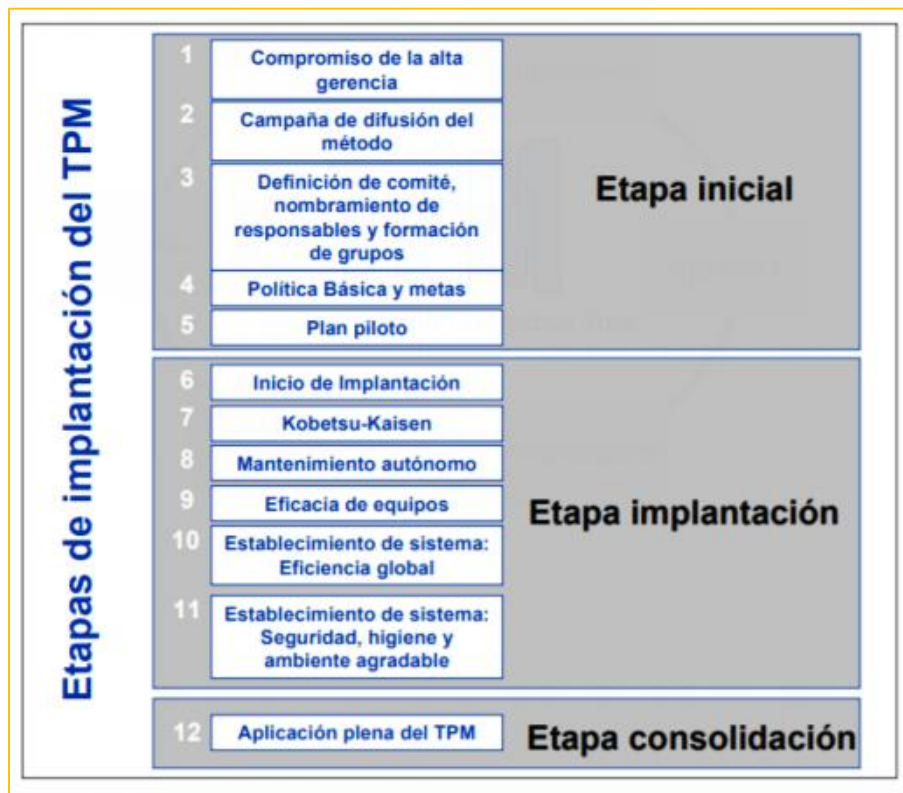 Etapas de implantación del TPM
1
Compromiso de la alta
gerencia
2
Campaña de difusión del
método
3
Definición de comité,
nombramiento de
responsables y formación
de grupos
4
Política Básica y metas
5
Plan piloto
Etapa inicial
6
Inicio de Implantación
7
Kobetsu-Kaisen
8
Mantenimiento autónomo
9
Eficacia de equipos
10
Establecimiento de sistema:
Eficiencia global
11
Establecimiento de sistema:
Seguridad, higiene y
ambiente agradable
Etapa implantación
12
Aplicación plena del TPM
Etapa consolidación